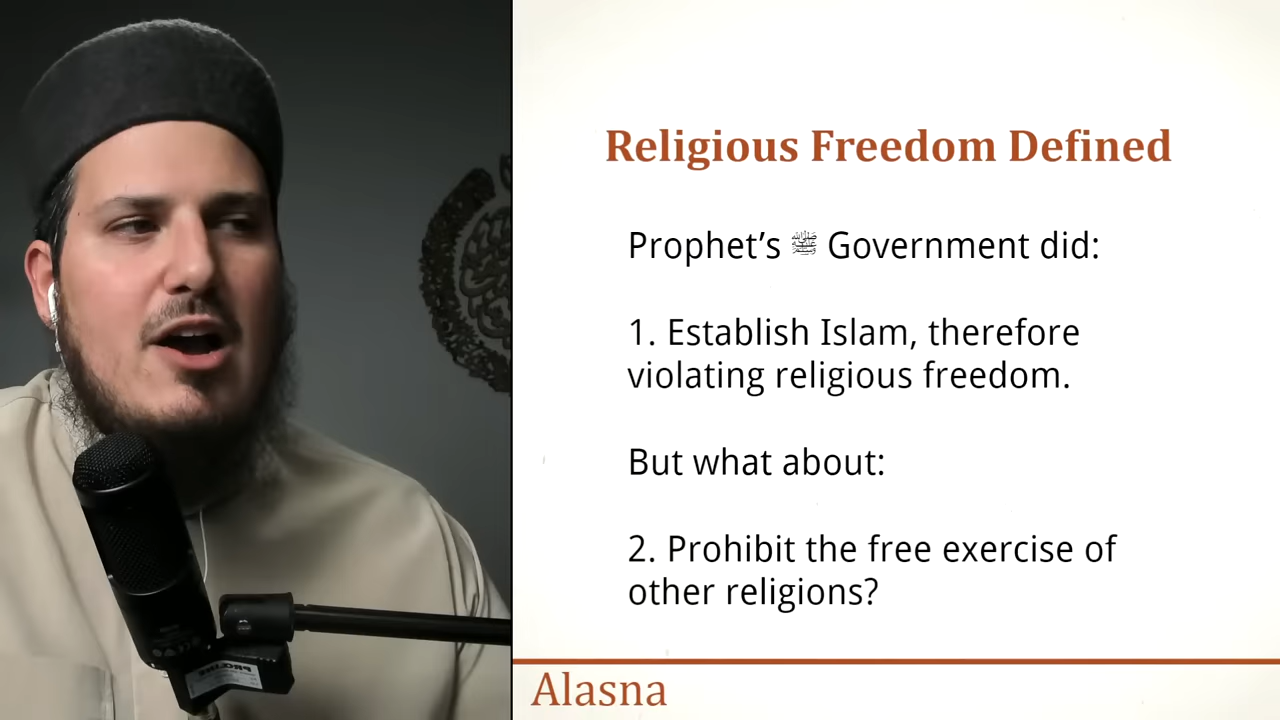 Religious Freedom Defined
Prophet’s ﷺ Government did:
1. Establish Islam, therefore
violating religious freedom.
But what about:
2. Prohibit the free exercise of
other religions?
Alasna